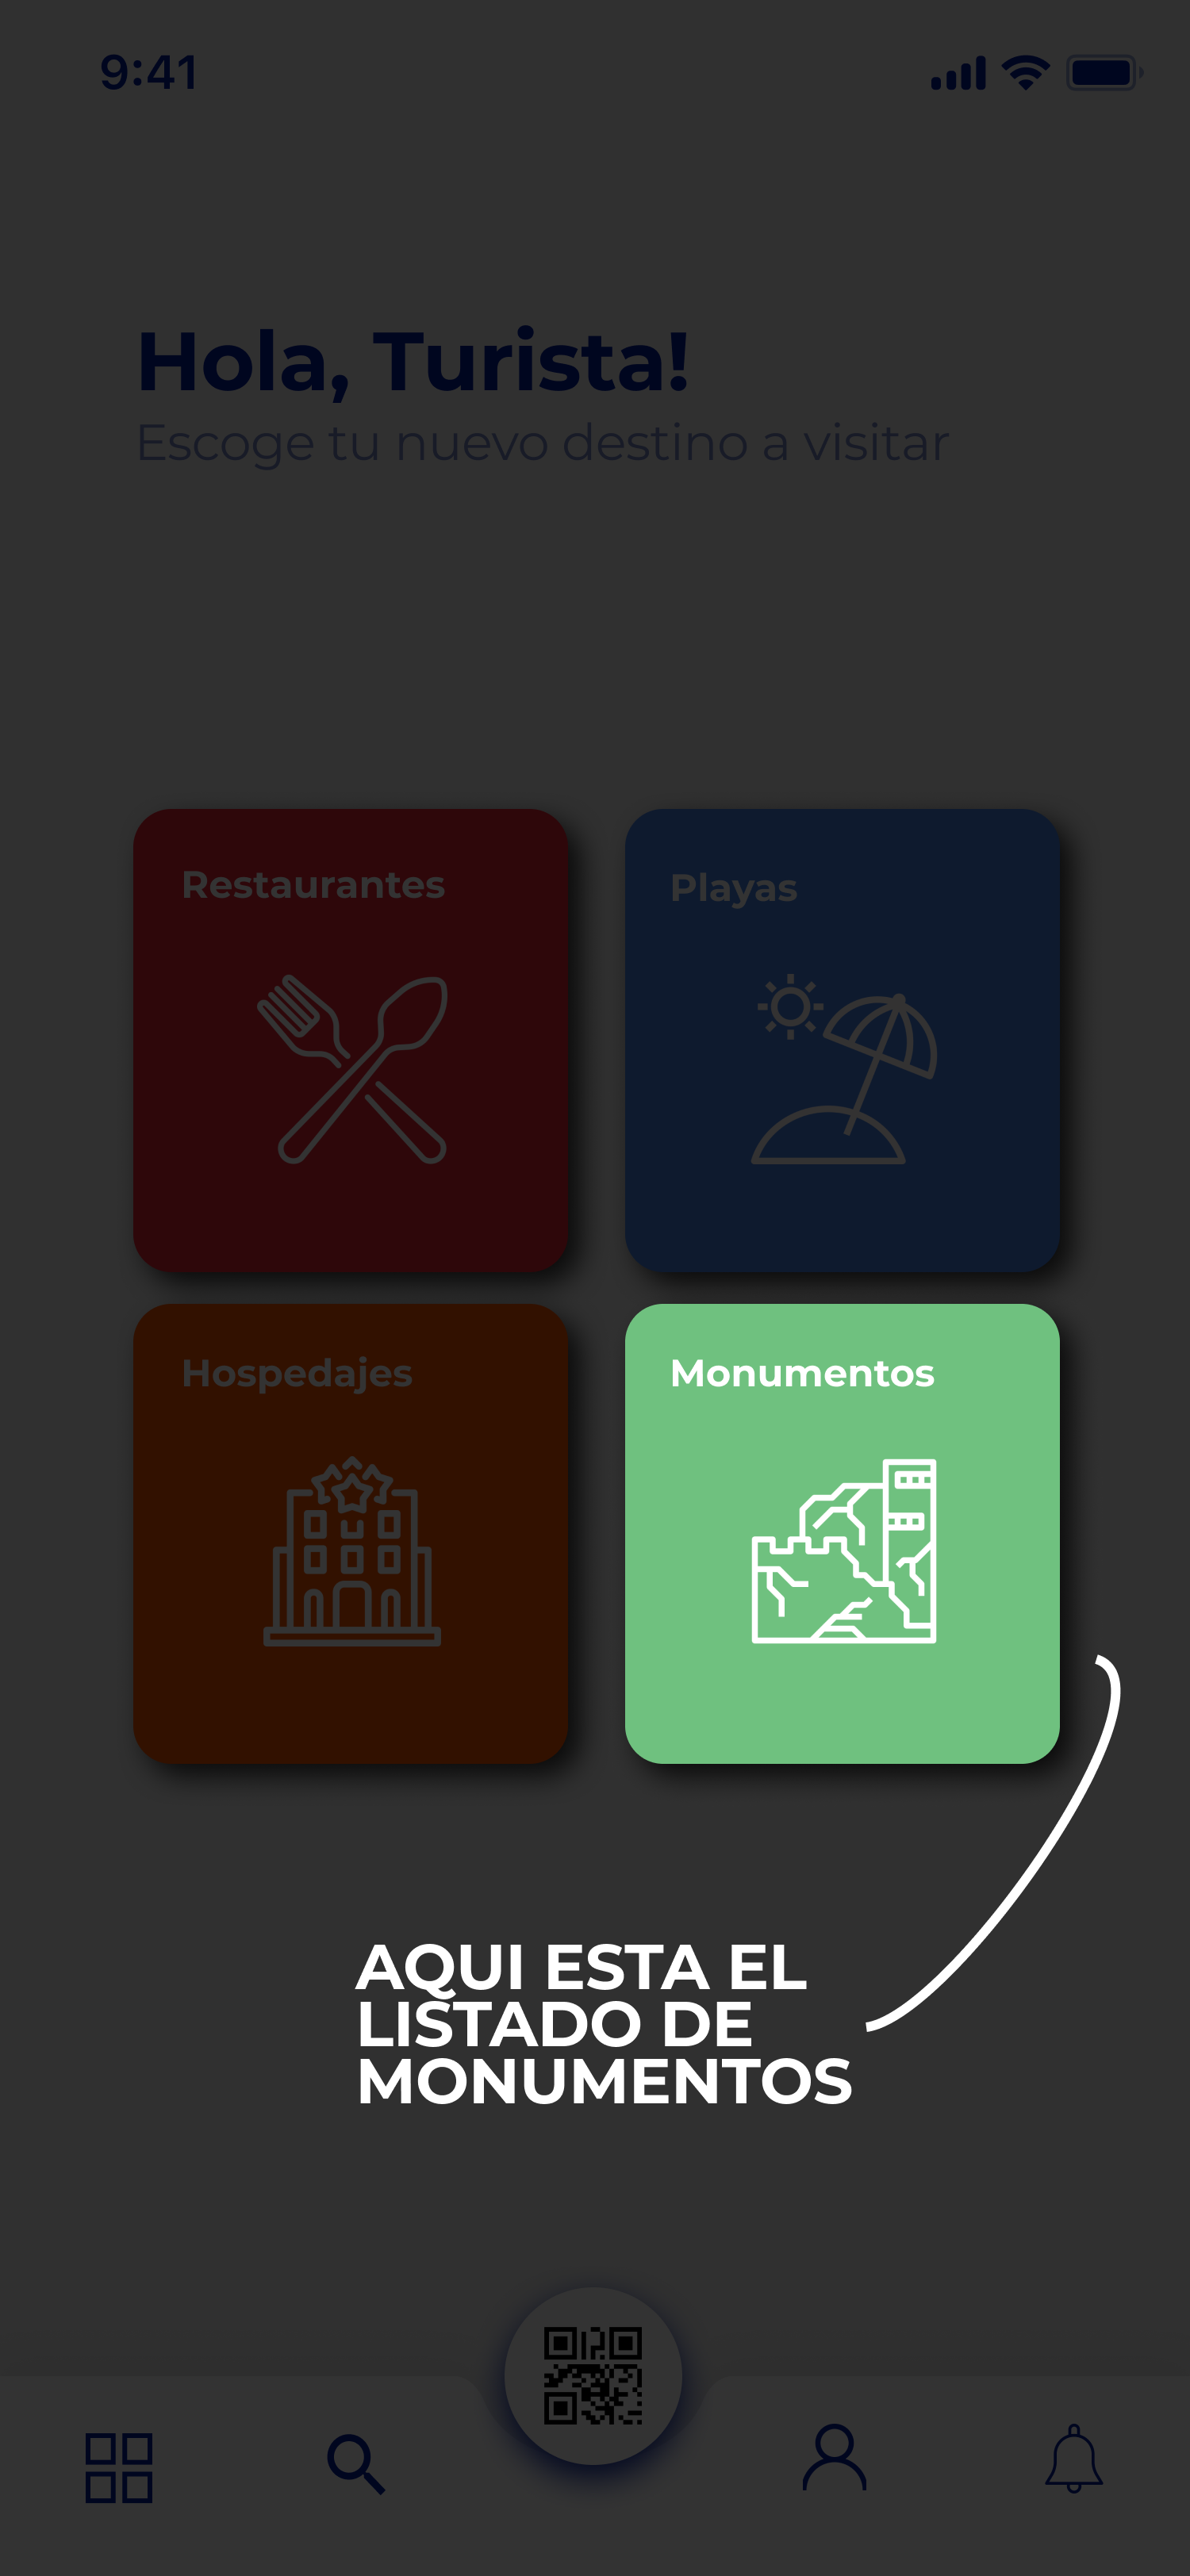 9:41
Hola, Turista!
Escoge tu nuevo destino a visitar
Restaurantes
Playas
Hospedajes
Monumentos
AQUI ESTA EL
LISTADO DE
MONUMENTOS